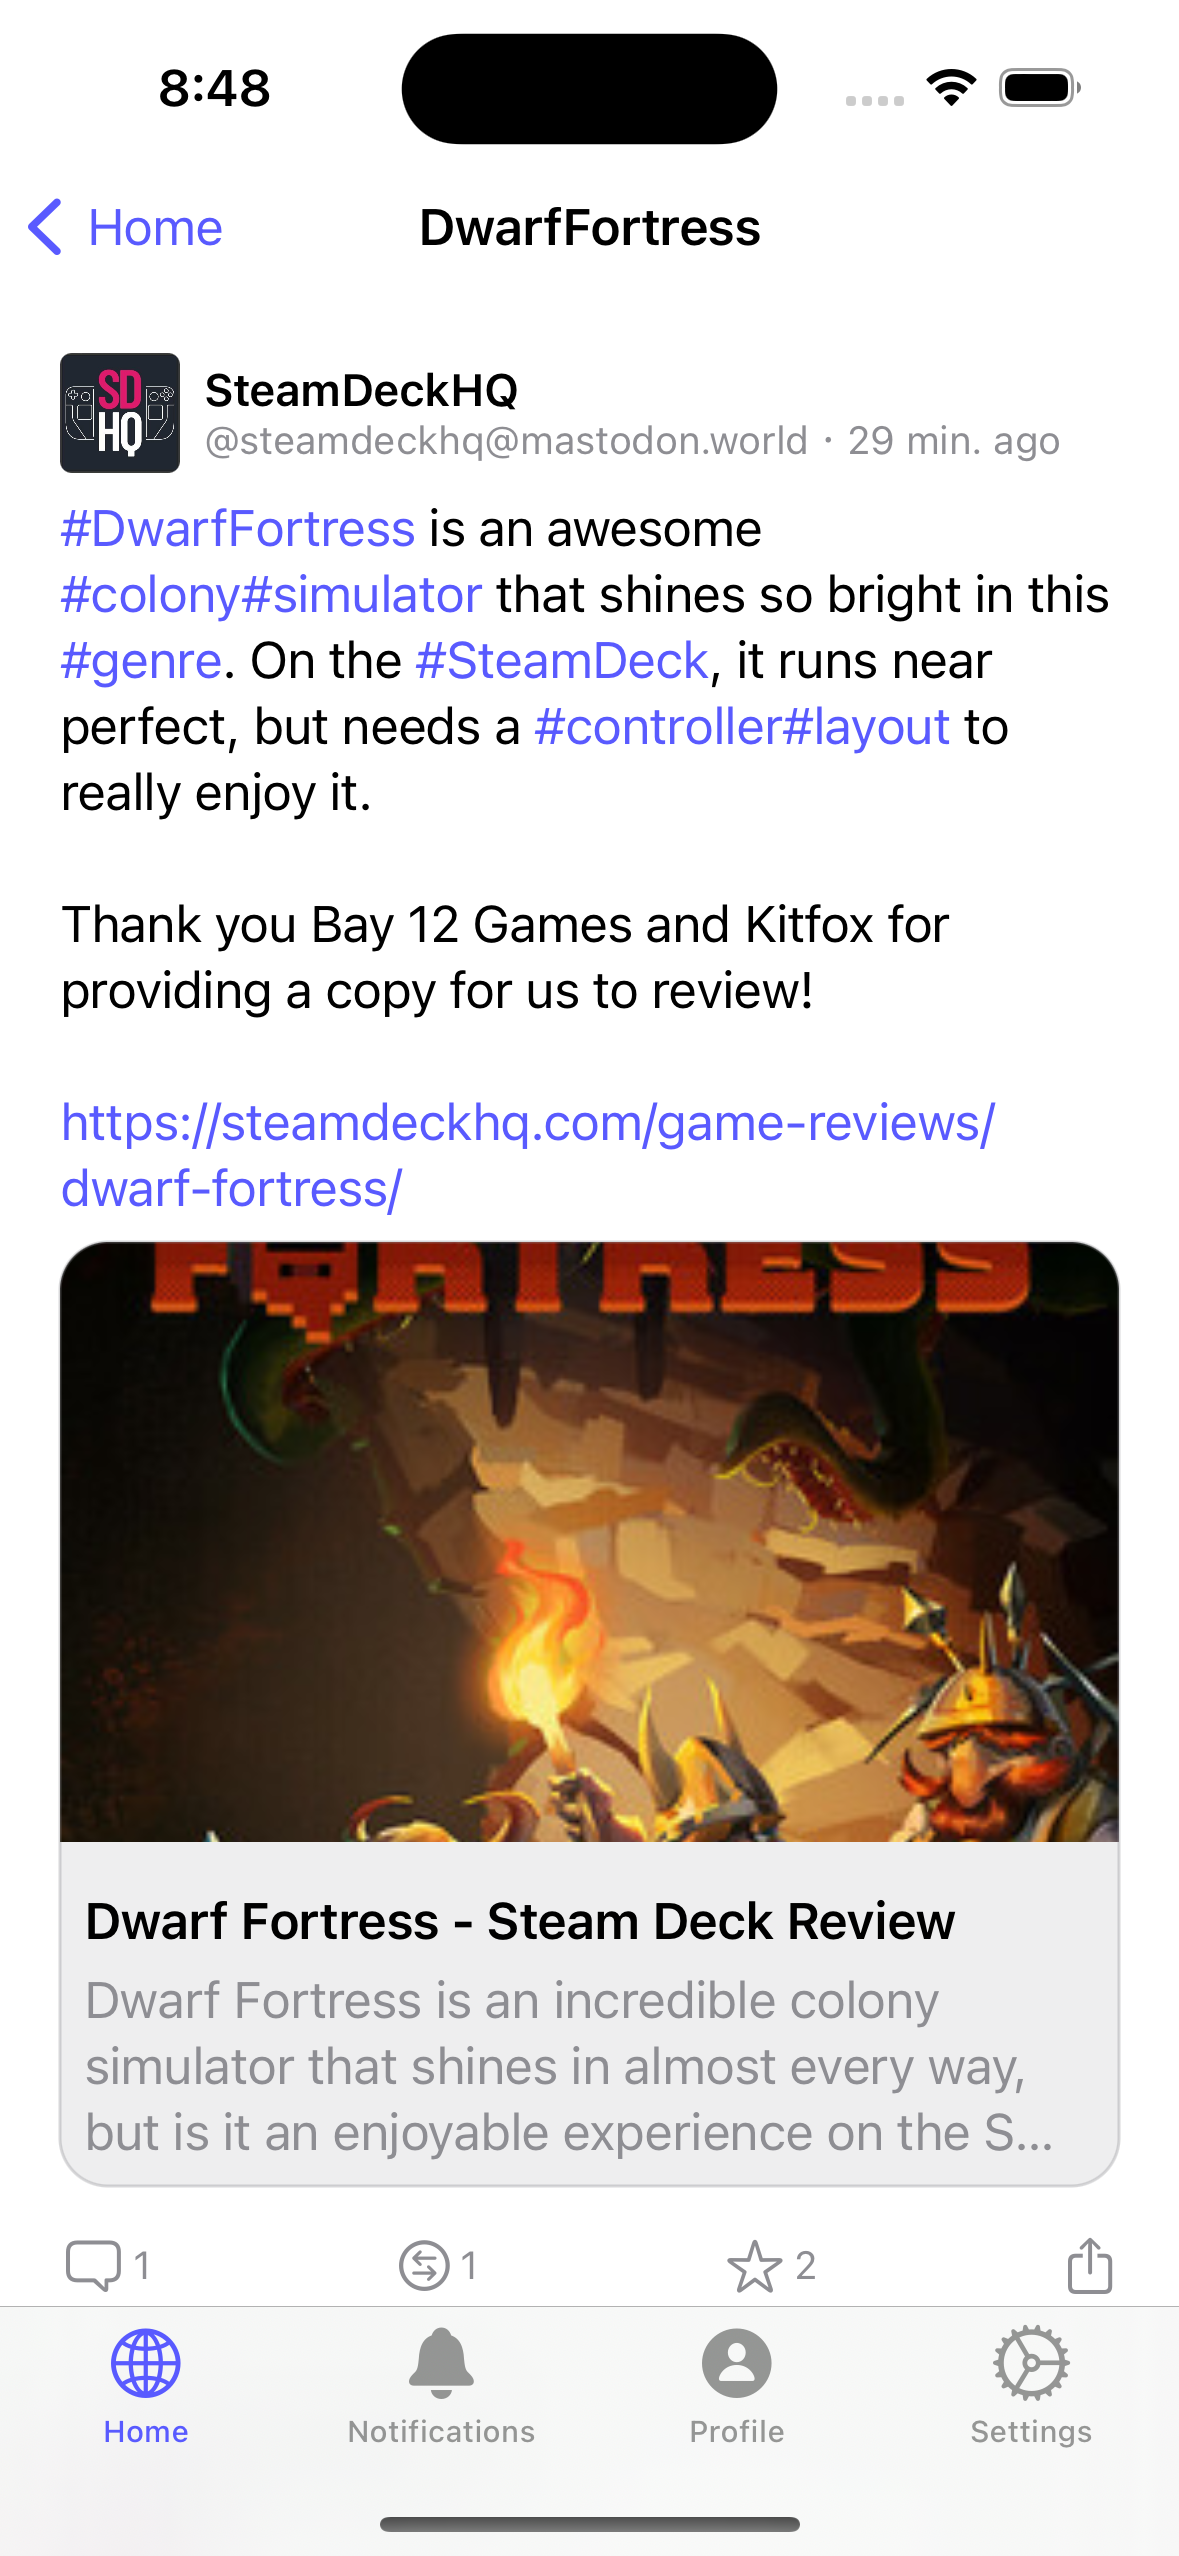 8:48
Home
DwarfFortress
SD
HQ
SteamDeckHQ
@steamdeckhq@mastodon.world · 29 min. ago
#DwarfFortress is an awesome
#colony#simulator that shines so bright in this
#genre. On the #SteamDeck, it runs near
perfect, but needs a #controller#layout to
really enjoy it.
Thank you Bay 12 Games and Kitfox for
providing a copy for us to review!
https://steamdeckhq.com/game-reviews/
dwarf-fortress/
FORTRESS
Dwarf Fortress - Steam Deck Review
Dwarf Fortress is an incredible colony
simulator that shines in almost every way,
but is it an enjoyable experience on the S...
1 1 2
Home Notifications Profile Settings